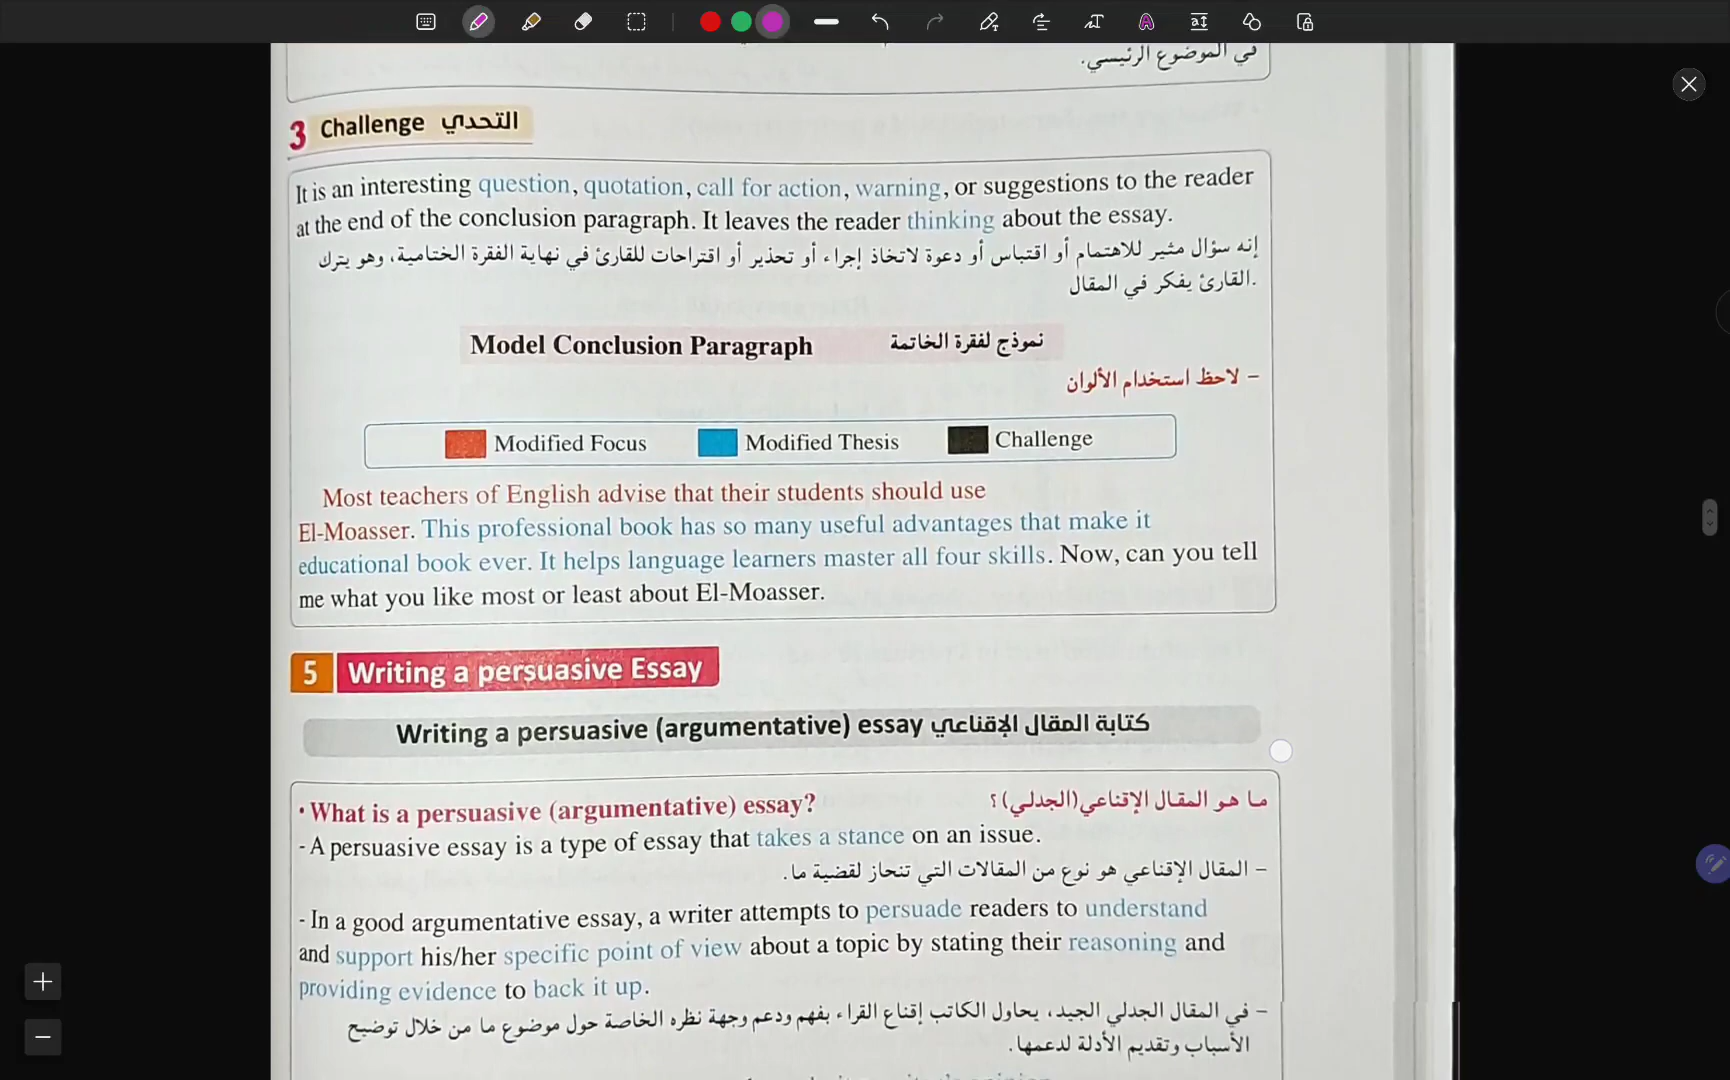 في الموضوع الرئيسي.
3 Challenge التحدي
It is an interesting question, quotation, call for action, warning, or suggestions to the reader
at the end of the conclusion paragraph. It leaves the reader thinking about the essay.
إنه سؤال مثير للاهتمام أو اقتباس أو دعوة لاتخاذ إجراء أو تحذير أو اقتراحات للقارئ في نهاية الفقرة الختامية، وهو يترك
القارئ يفكر في المقال.
Model Conclusion Paragraph نموذج لفقرة الخاتمة
– لاحظ استخدام الألوان
Modified Focus Modified Thesis Challenge
Most teachers of English advise that their students should use
El-Moasser. This professional book has so many useful advantages that make it
educational book ever. It helps language learners master all four skills. Now, can you tell
me what you like most or least about El-Moasser.
5 Writing a persuasive Essay
Writing a persuasive (argumentative) essay كتابة المقال الإقناعي
• What is a persuasive (argumentative) essay? ما هو المقال الإقناعي(الجدلي)؟
- A persuasive essay is a type of essay that takes a stance on an issue.
– المقال الإقناعي هو نوع من المقالات التي تنحاز لقضية ما.
- In a good argumentative essay, a writer attempts to persuade readers to understand
and support his/her specific point of view about a topic by stating their reasoning and
providing evidence to back it up.
– في المقال الجدلي الجيد، يحاول الكاتب إقناع القراء بفهم ودعم وجهة نظره الخاصة حول موضوع ما من خلال توضيح
الأسباب وتقديم الأدلة لدعمها.